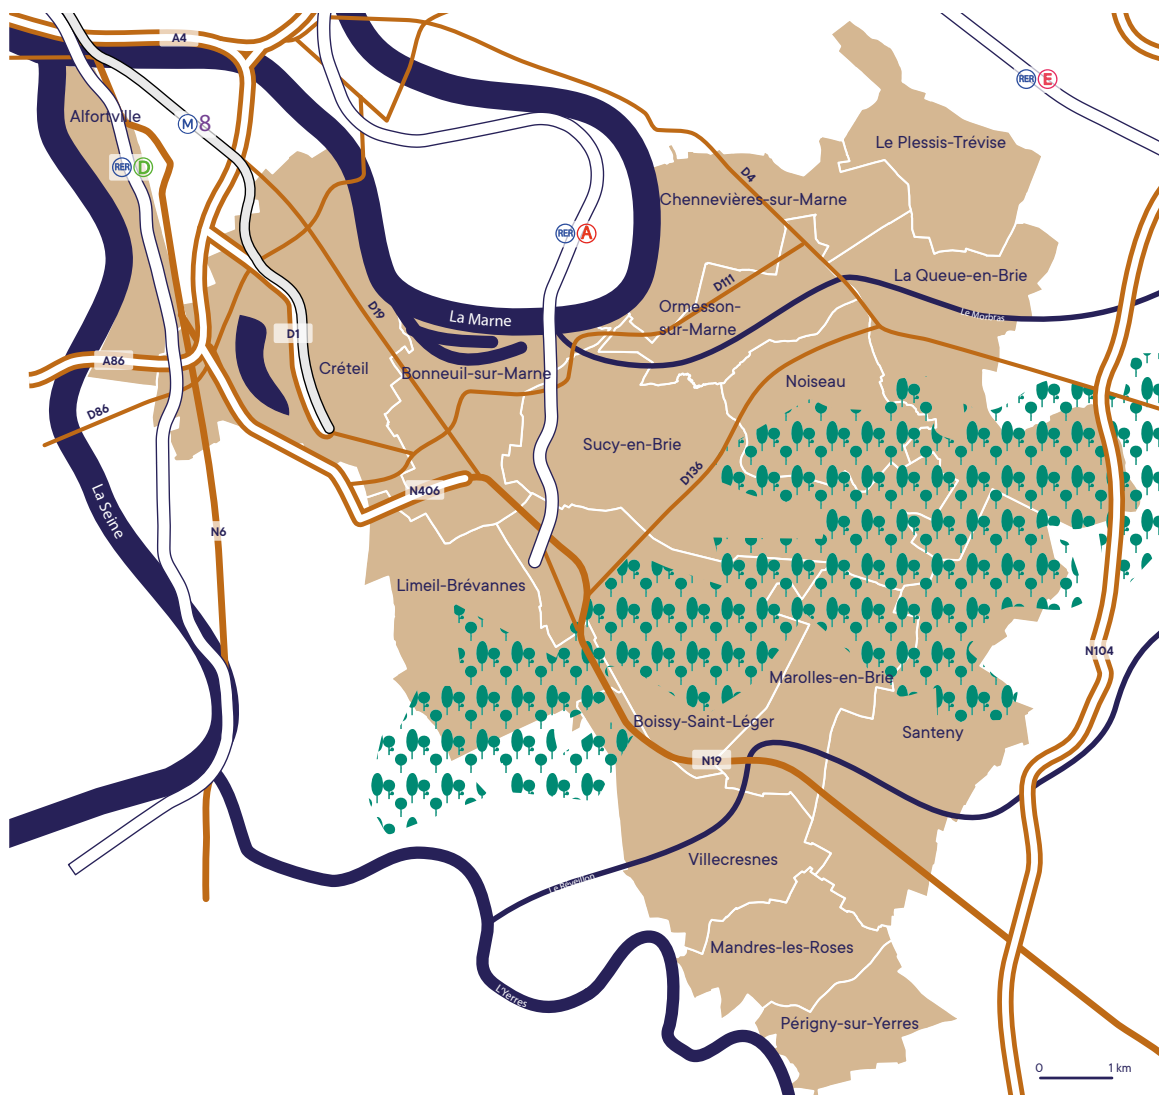 A4
RER E
Alfortville
M 8
Le Plessis-Trévise
RER D
D4
Chennevières-sur-Marne
RER A
La Queue-en-Brie
D111
Ormesson-
sur-Marne
D19
La Marne
Le Morbras
D1
A86
Créteil
Bonneuil-sur-Marne
Noiseau
D86
Sucy-en-Brie
D136
N406
La Seine
N6
Limeil-Brévannes
N104
Marolles-en-Brie
Boissy-Saint-Léger
Santeny
N19
Villecresnes
Le Réveillon
Mandres-les-Roses
L'Yerres
Périgny-sur-Yerres
0 1 km